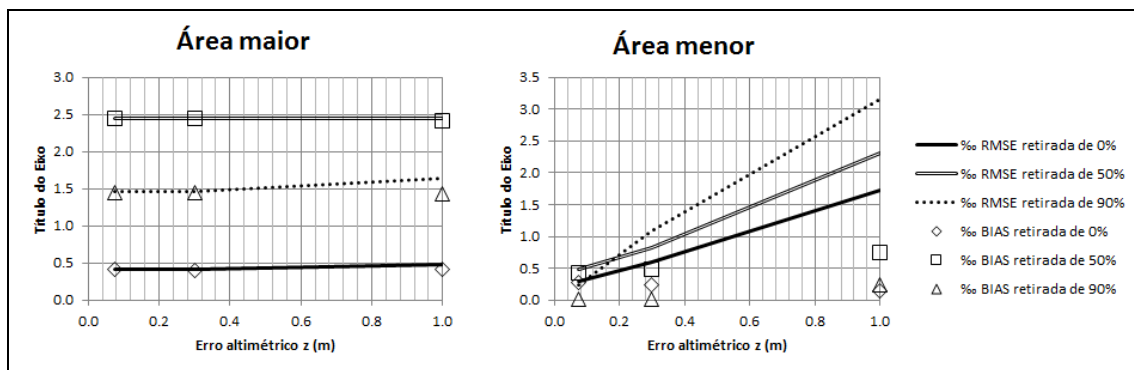 Área maior
3.0
2.5
2.0
1.5
1.0
0.5
0.0
Título do Eixo
0.0 0.2 0.4 0.6 0.8 1.0
Erro altimétrico z (m)
Área menor
3.5
3.0
2.5
2.0
1.5
1.0
0.5
0.0
Título do Eixo
0.0 0.2 0.4 0.6 0.8 1.0
Erro altimétrico z (m)
‰ RMSE retirada de 0%
‰ RMSE retirada de 50%
‰ RMSE retirada de 90%
‰ BIAS retirada de 0%
‰ BIAS retirada de 50%
‰ BIAS retirada de 90%